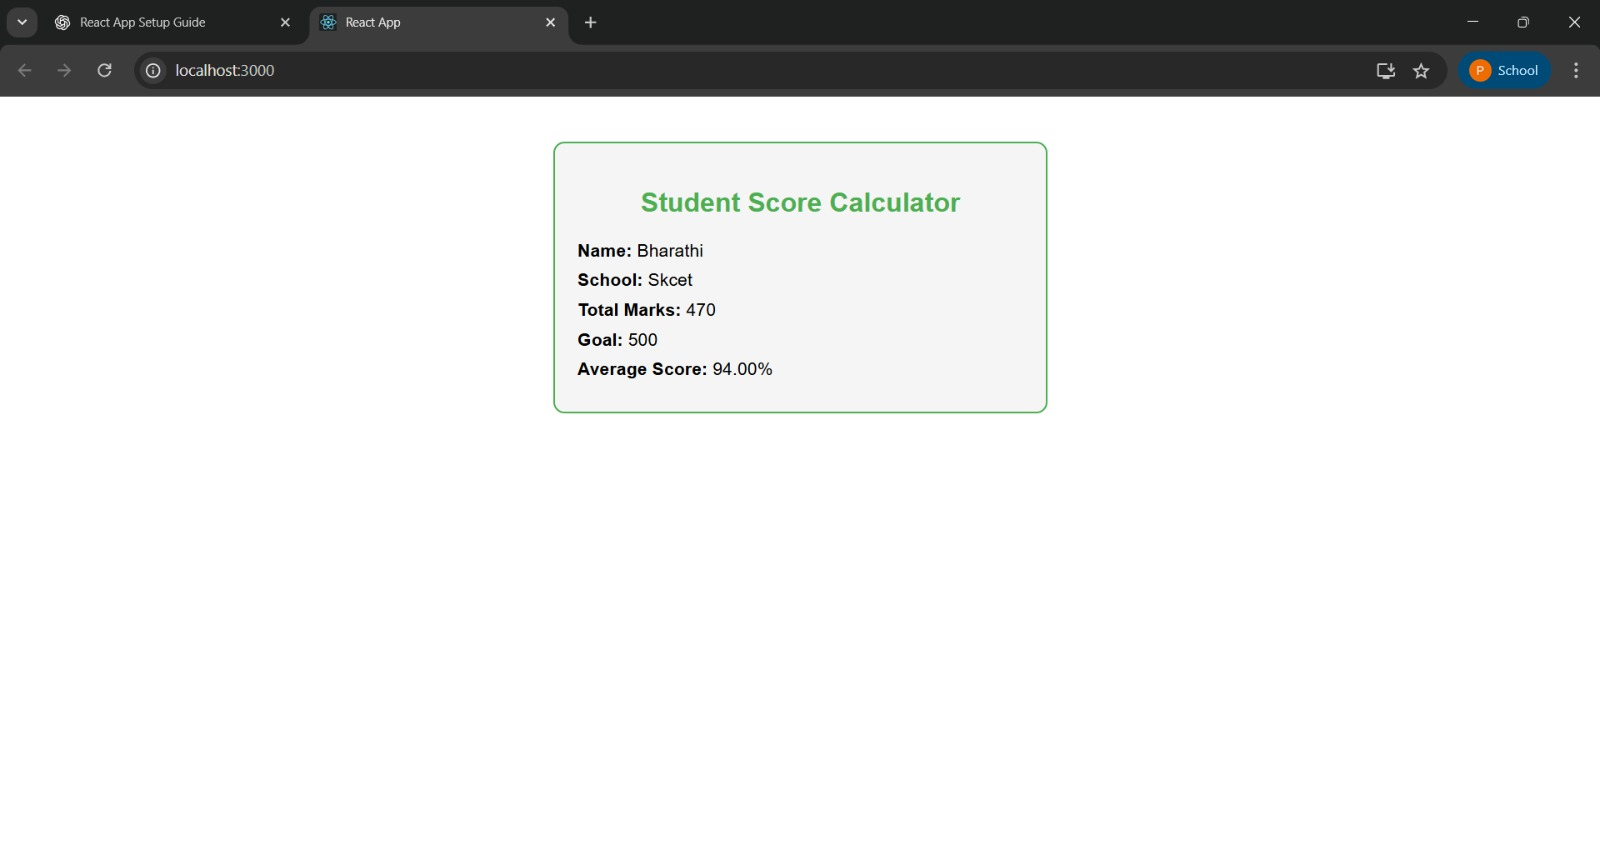 React App Setup Guide
React App
localhost:3000
P
School
Student Score Calculator
Name: Bharathi
School: Skcet
Total Marks: 470
Goal: 500
Average Score: 94.00%